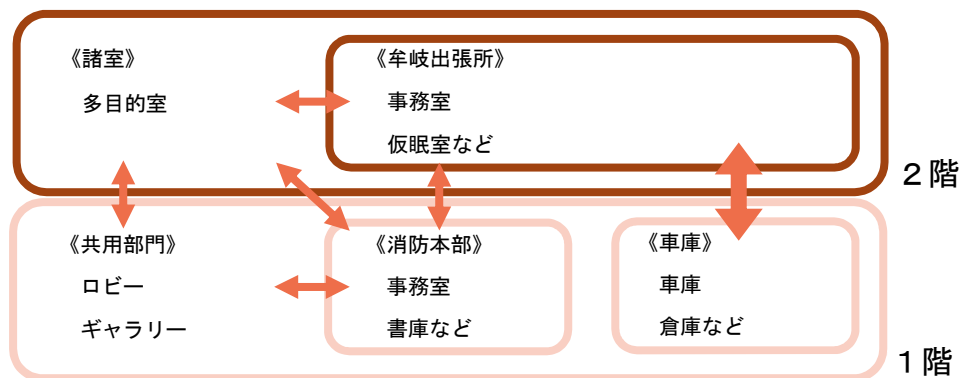 《諸室》
多目的室
《牟岐出張所》
事務室
仮眠室など
２階
《共用部門》
ロビー
ギャラリー
《消防本部》
事務室
書庫など
《車庫》
車庫
倉庫など
１階